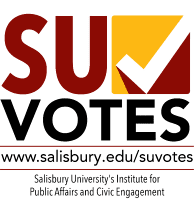 SU
VOTES
www.salisbury.edu/suvotes
Salisbury University's Institute for
Public Affairs and Civic Engagement